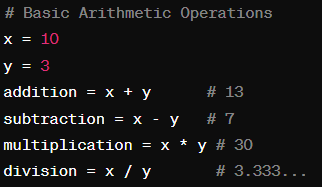 # Basic Arithmetic Operations
x = 10
y = 3
addition = x + y      # 13
subtraction = x - y   # 7
multiplication = x * y # 30
division = x / y       # 3.333...